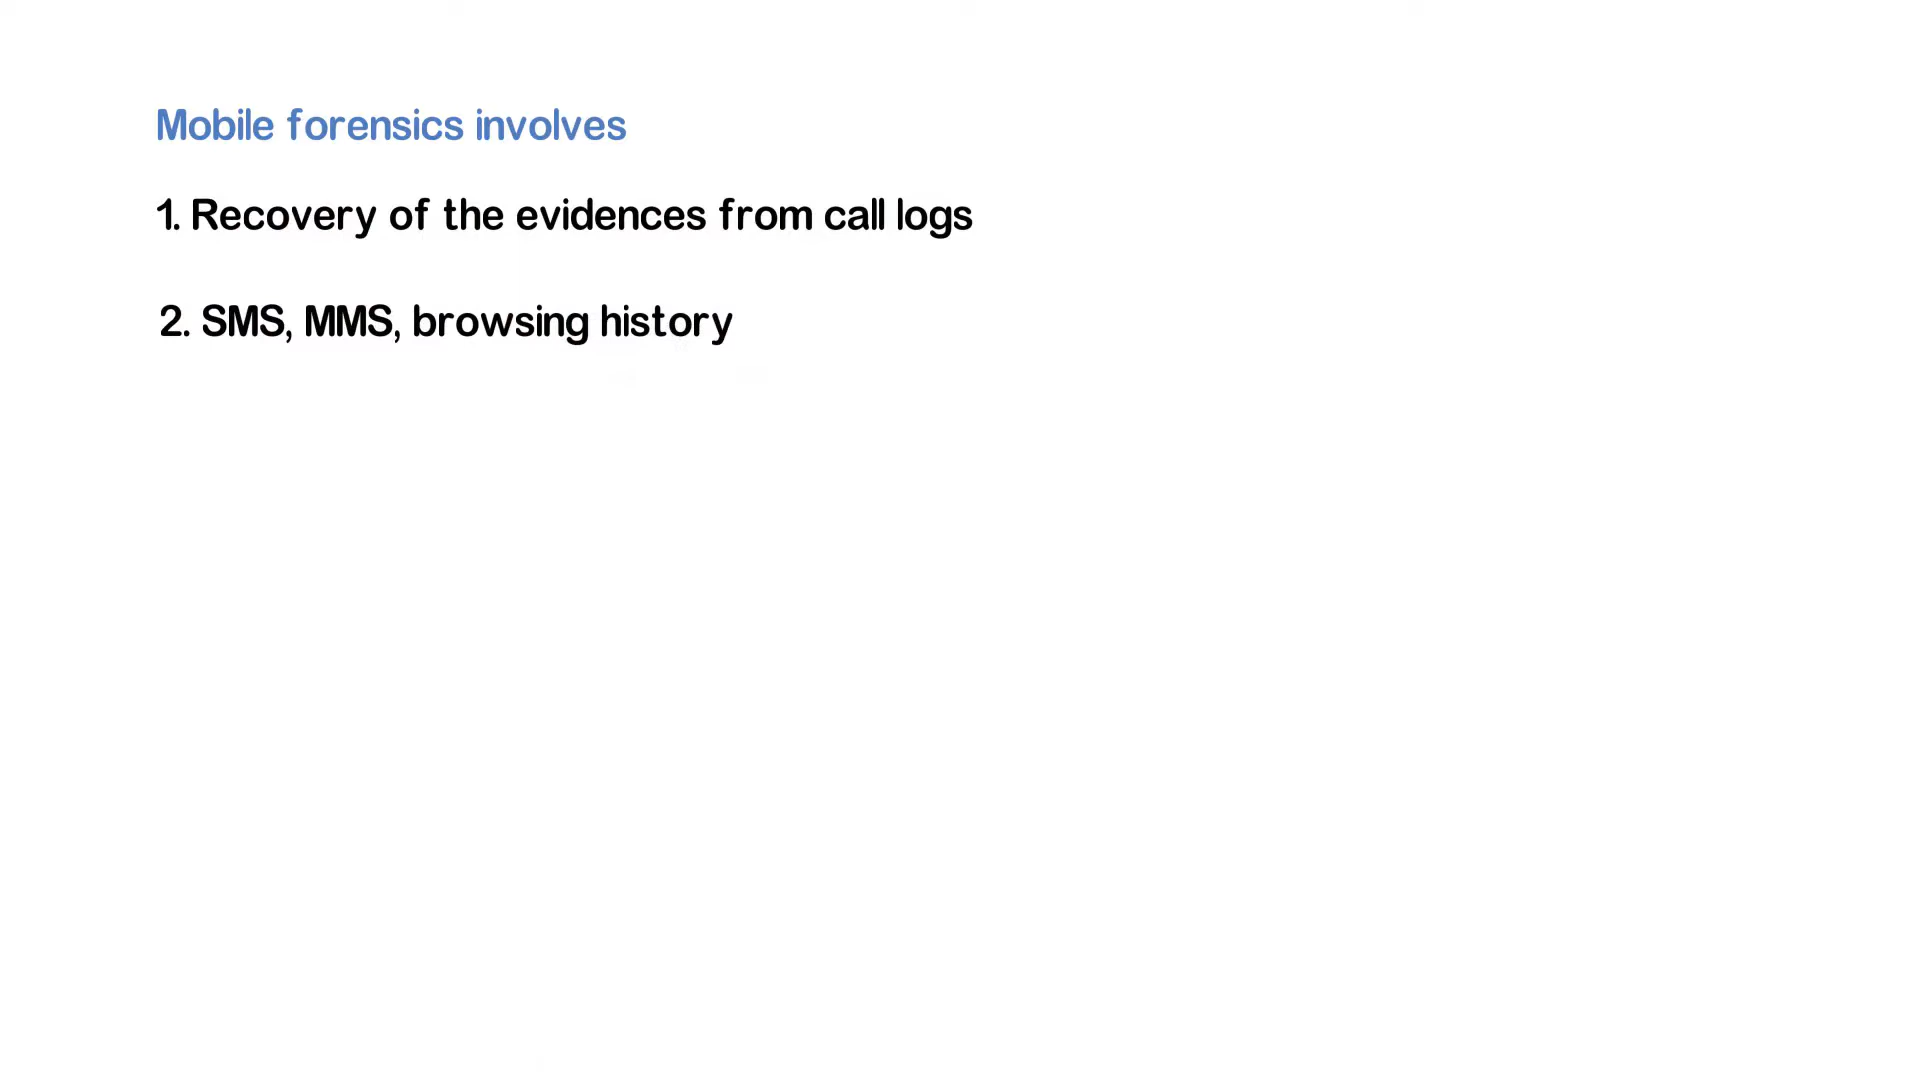 Mobile forensics involves
1. Recovery of the evidences from call logs
2. SMS, MMS, browsing history